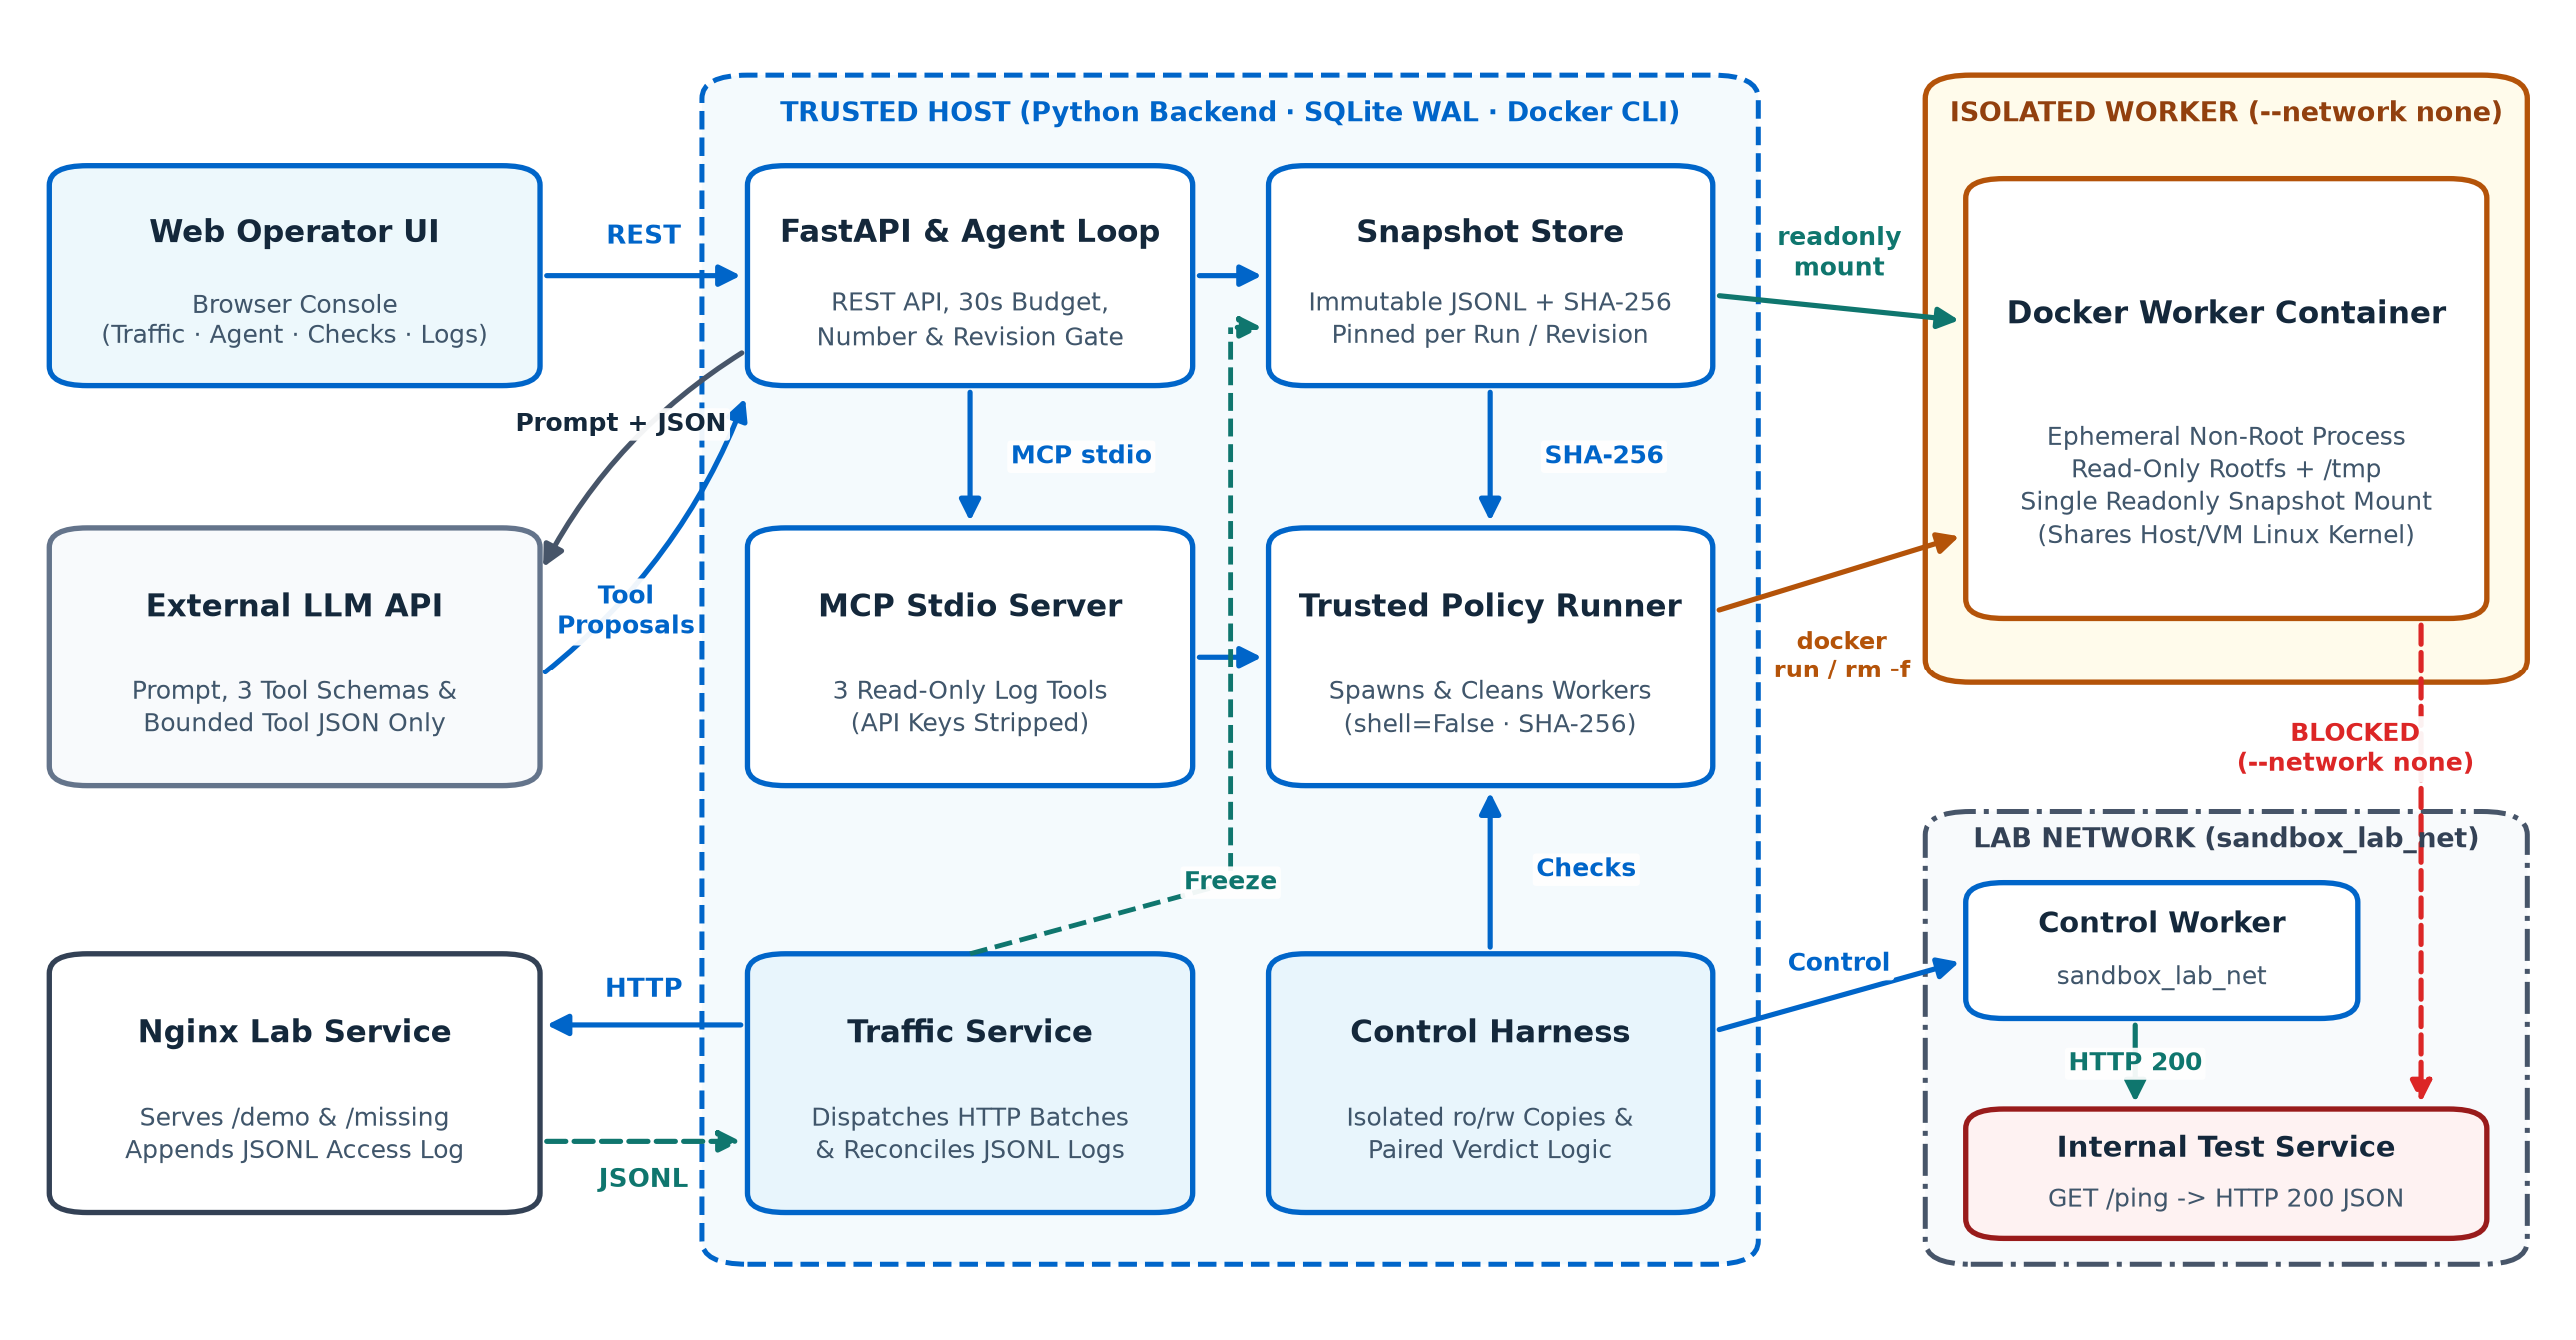 TRUSTED HOST (Python Backend · SQLite WAL · Docker CLI)
ISOLATED WORKER (--network none)
Web Operator UI
Browser Console
(Traffic · Agent · Checks · Logs)
REST
FastAPI & Agent Loop
REST API, 30s Budget,
Number & Revision Gate
Snapshot Store
Immutable JSONL + SHA-256
Pinned per Run / Revision
readonly
mount
Docker Worker Container
Ephemeral Non-Root Process
Read-Only Rootfs + /tmp
Single Readonly Snapshot Mount
(Shares Host/VM Linux Kernel)
Prompt + JSON
MCP stdio
SHA-256
External LLM API
Prompt, 3 Tool Schemas &
Bounded Tool JSON Only
Tool
Proposals
MCP Stdio Server
3 Read-Only Log Tools
(API Keys Stripped)
Trusted Policy Runner
Spawns & Cleans Workers
(shell=False · SHA-256)
docker
run / rm -f
BLOCKED
(--network none)
Freeze
Checks
LAB NETWORK (sandbox_lab_net)
Control Worker
sandbox_lab_net
HTTP 200
Internal Test Service
GET /ping -> HTTP 200 JSON
Nginx Lab Service
Serves /demo & /missing
Appends JSONL Access Log
HTTP
JSONL
Traffic Service
Dispatches HTTP Batches
& Reconciles JSONL Logs
Control Harness
Isolated ro/rw Copies &
Paired Verdict Logic
Control